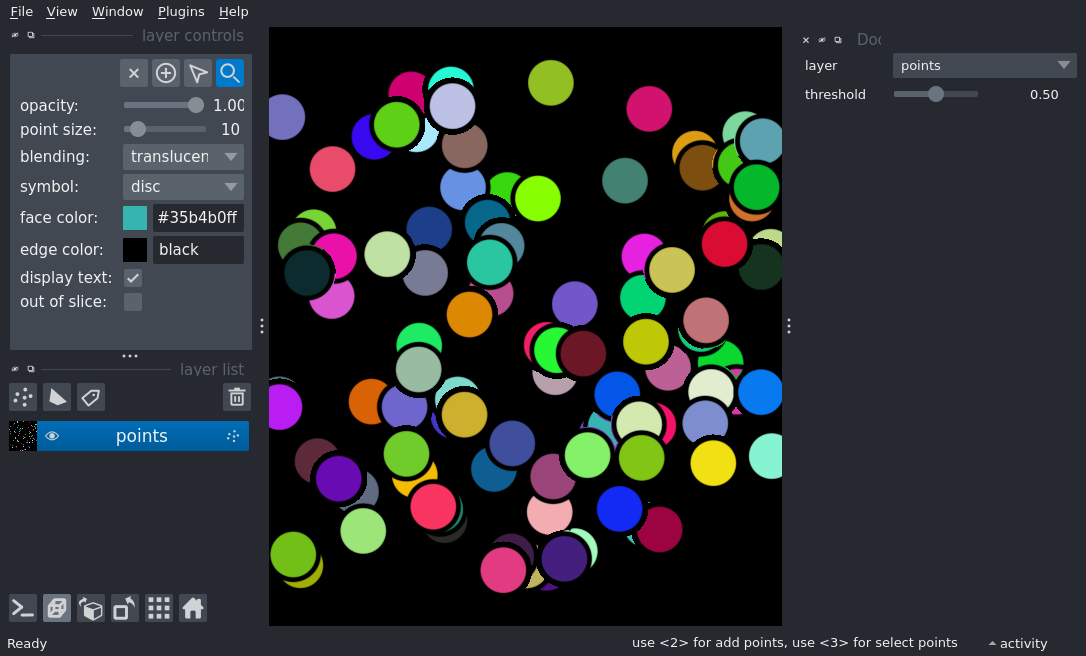 File View Window Plugins Help
layer controls
opacity: 1.00
point size: 10
blending: translucen
symbol: disc
face color: #35b4b0ff
edge color: black
display text:
out of slice:
layer list
points
Doc
layer points
threshold 0.50
Ready
use <2> for add points, use <3> for select points
activity